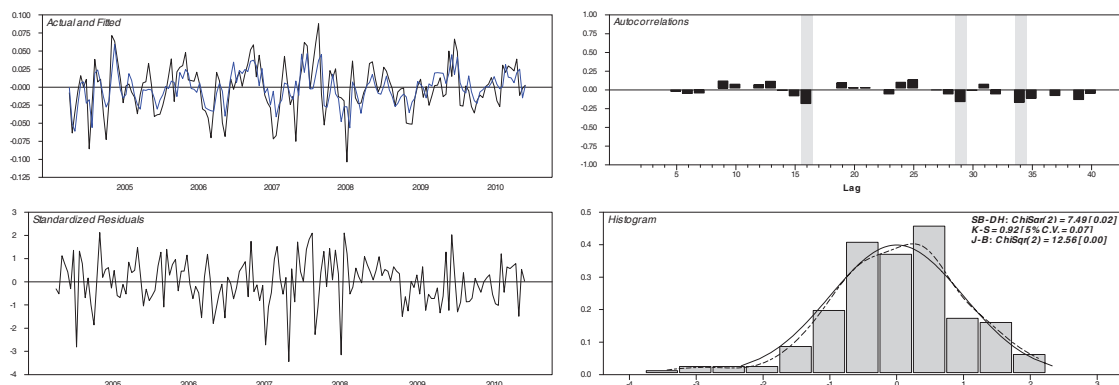 Actual and Fitted
0.100
0.075
0.050
0.025
0.000
-0.025
-0.050
-0.075
-0.100
-0.125
2005 2006 2007 2008 2009 2010
Autocorrelations
1.00
0.75
0.50
0.25
0.00
-0.25
-0.50
-0.75
-1.00
5 10 15 20 25 30 35 40
Lag
Standardized Residuals
3
2
1
0
-1
-2
-3
-4
2005 2006 2007 2008 2009 2010
Histogram
SB-DH: ChiSqr(2) = 7.49 [0.02]
K-S = 0.92 [5% C.V. = 0.07]
J-B: ChiSqr(2) = 12.56 [0.00]
0.5
0.4
0.3
0.2
0.1
0.0
-4 -3 -2 -1 0 1 2 3